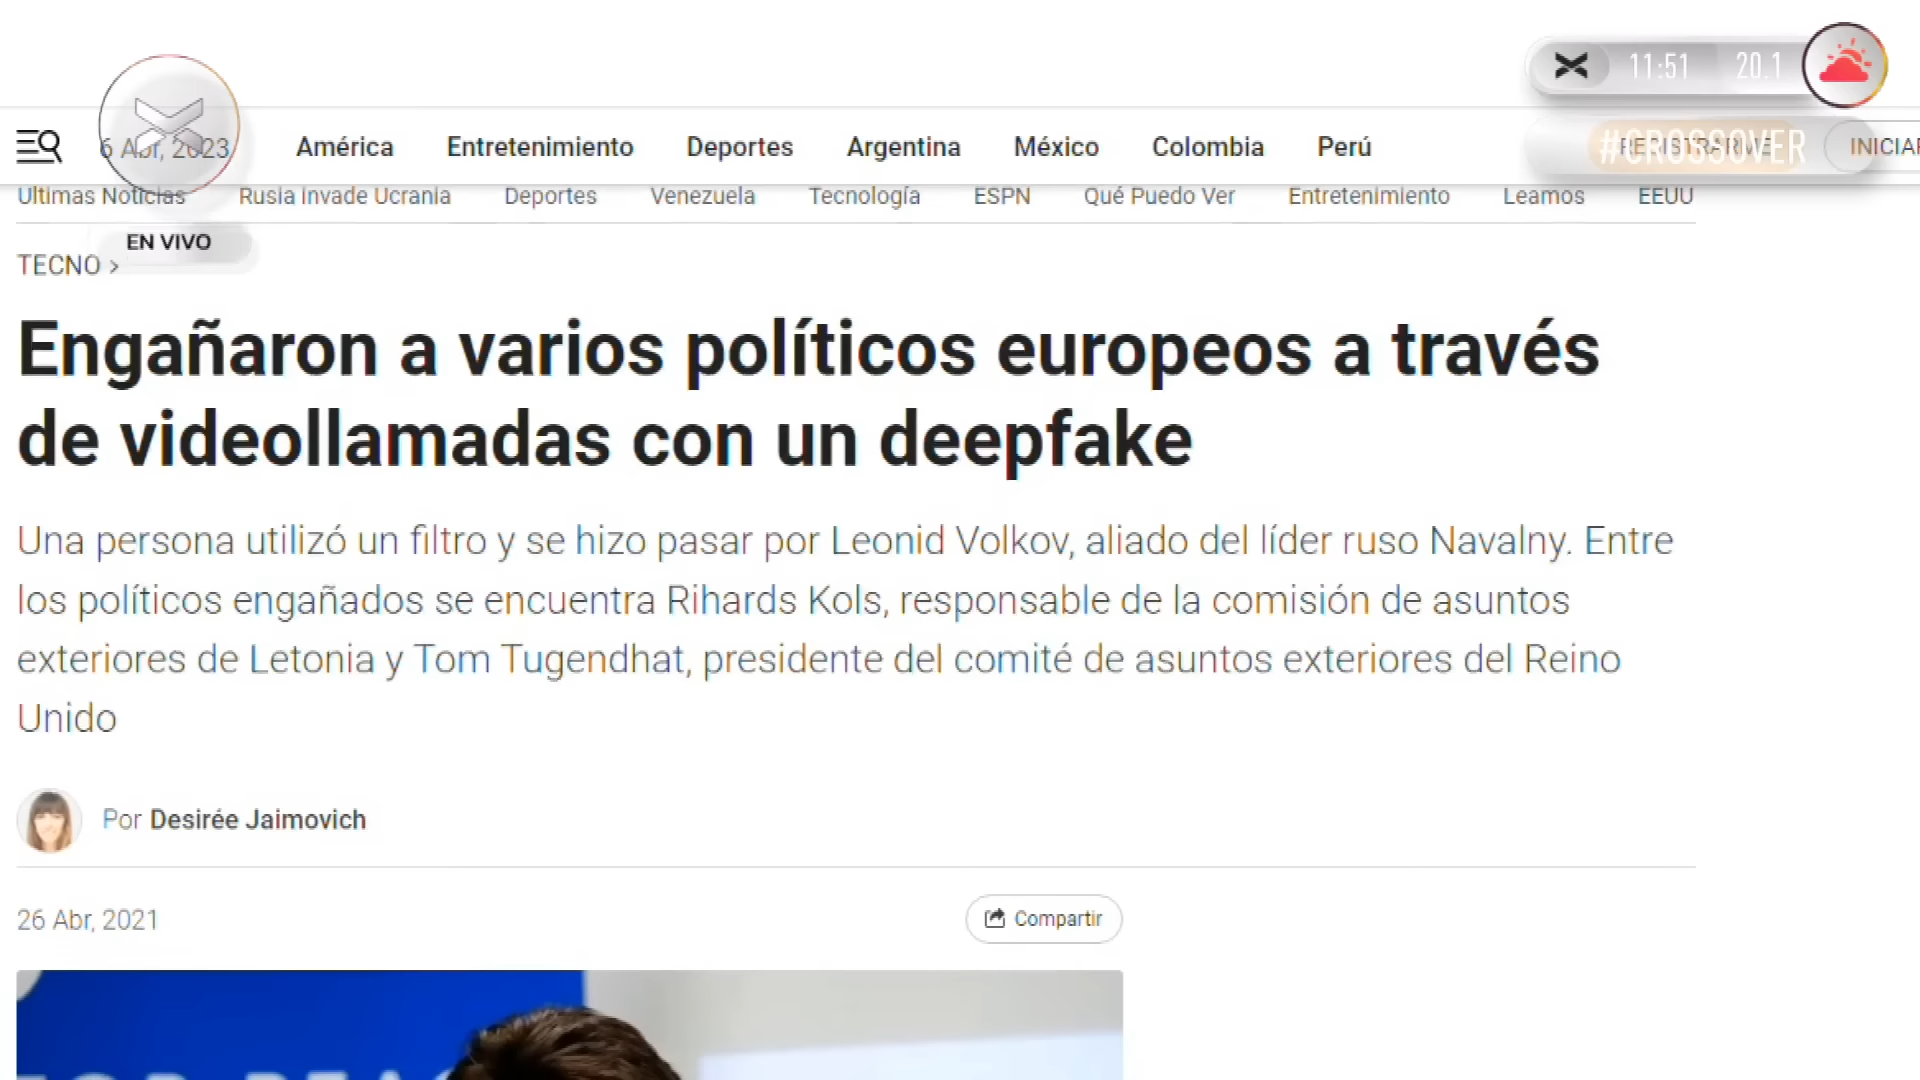 11:51 20.1
6 Abr, 2023 América Entretenimiento Deportes Argentina México Colombia Perú REGISTRARME INICIAR
#CROSSOVER
Últimas Noticias Rusia Invade Ucrania Deportes Venezuela Tecnología ESPN Qué Puedo Ver Entretenimiento Leamos EEUU
EN VIVO
TECNO >
Engañaron a varios políticos europeos a través
de videollamadas con un deepfake
Una persona utilizó un filtro y se hizo pasar por Leonid Volkov, aliado del líder ruso Navalny. Entre
los políticos engañados se encuentra Rihards Kols, responsable de la comisión de asuntos
exteriores de Letonia y Tom Tugendhat, presidente del comité de asuntos exteriores del Reino
Unido
Por Desirée Jaimovich
26 Abr, 2021 Compartir